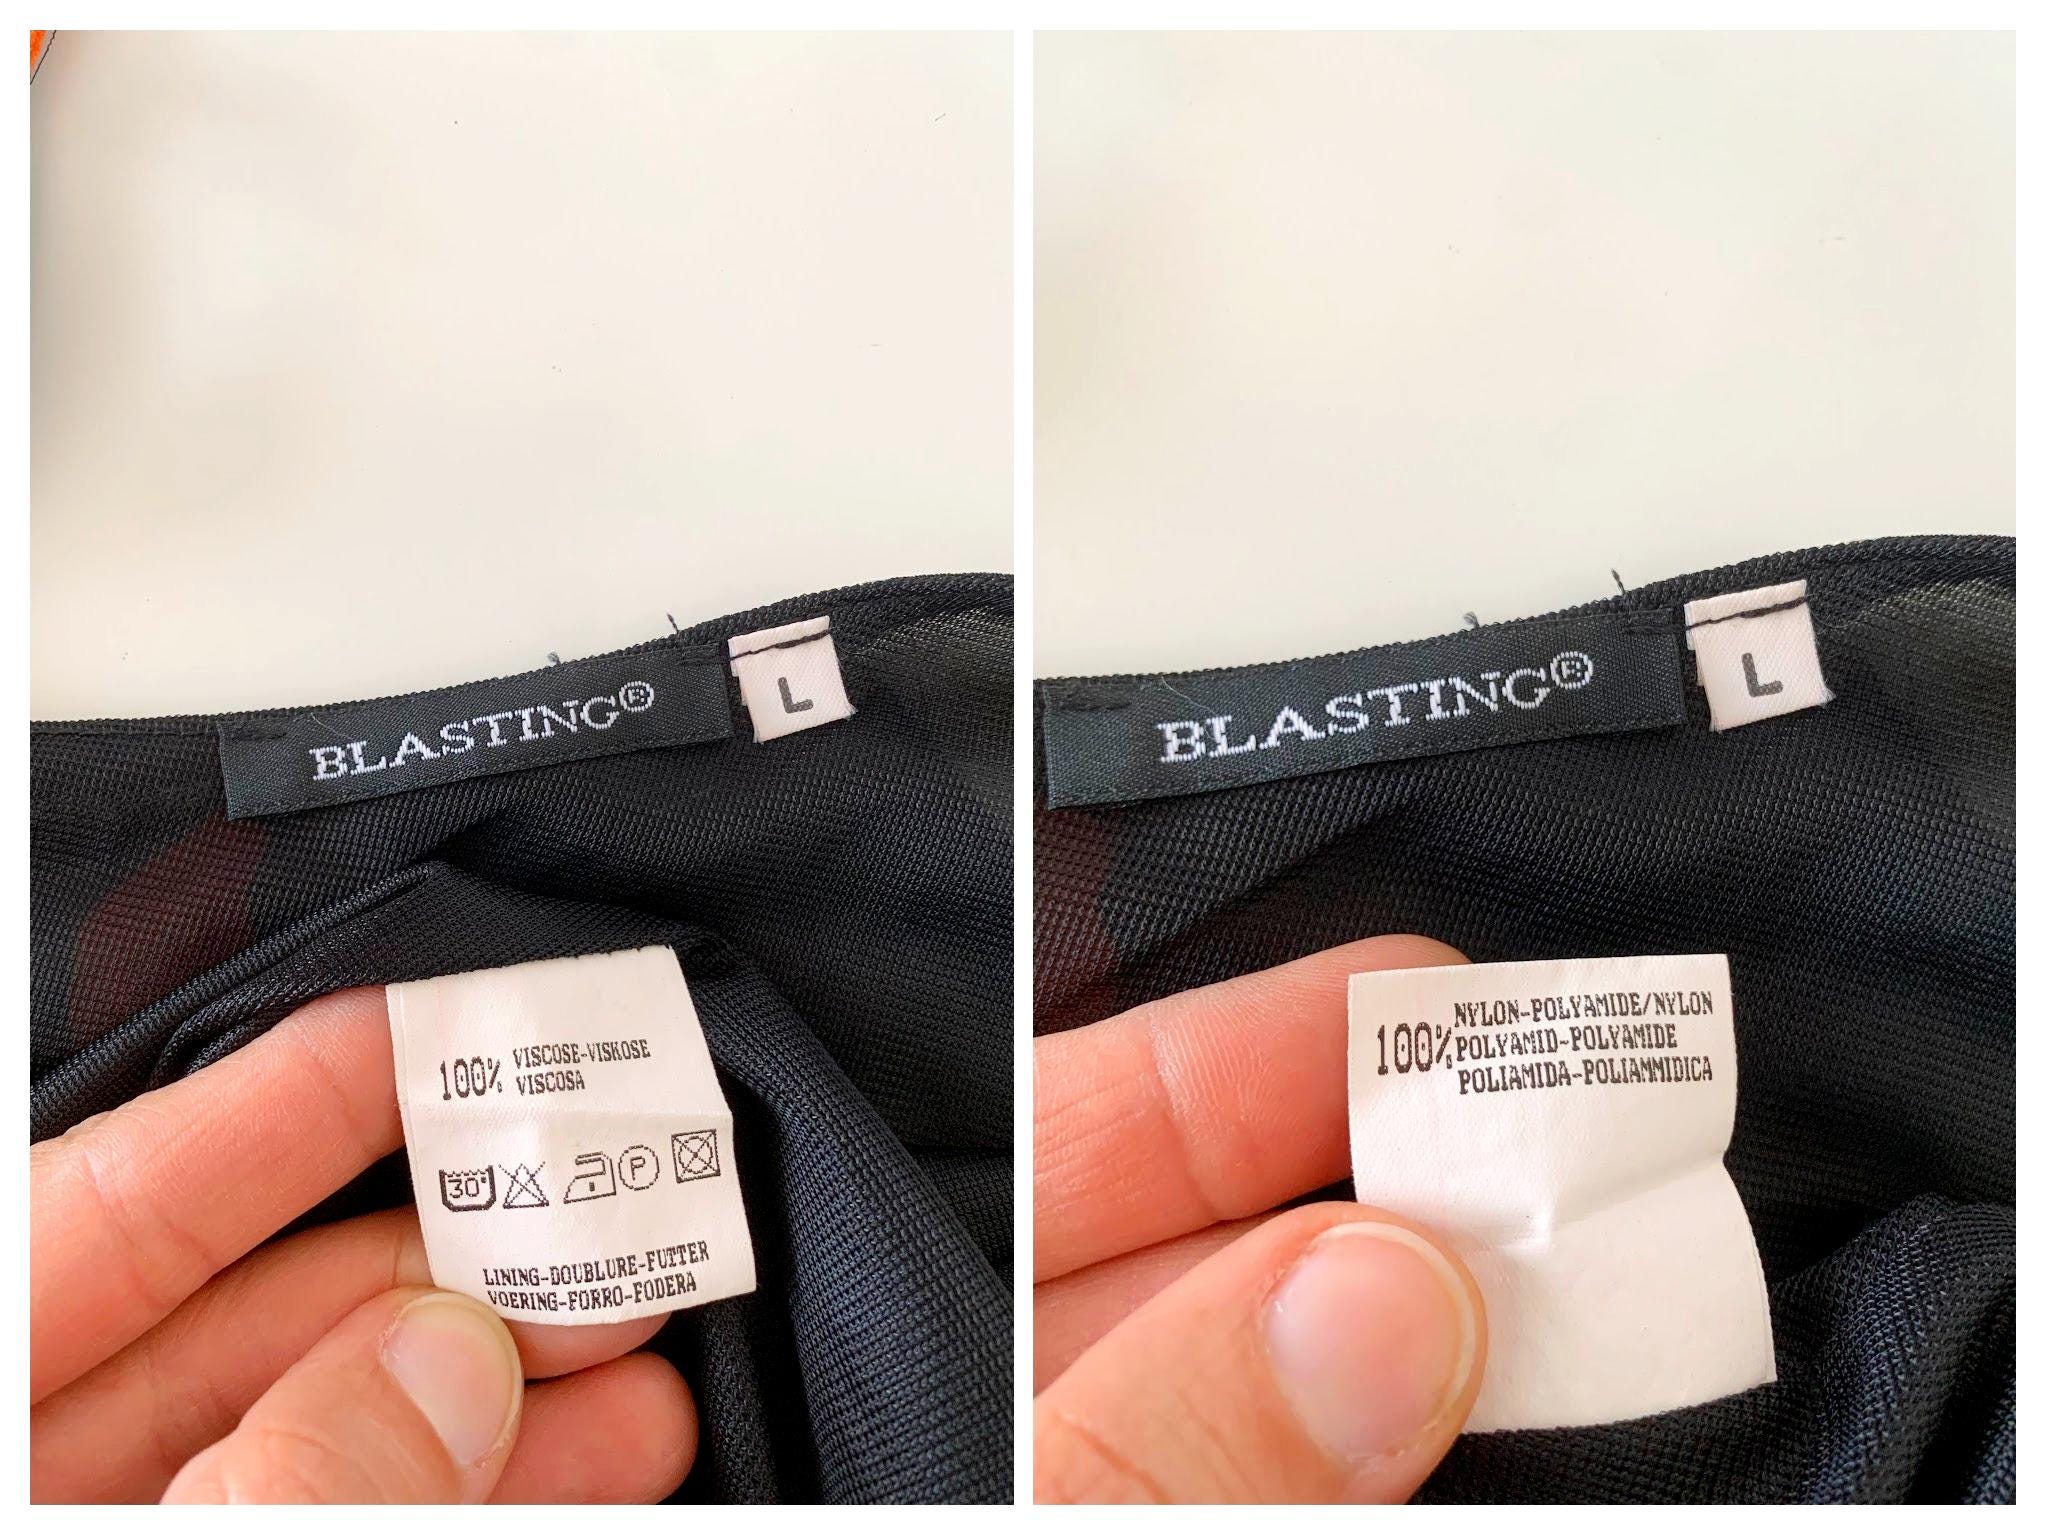 BLASTING®
L
100% VISCOSE-VISKOSE
VISCOSA
30° P
LINING-DOUBLURE-FUTTER
VOERING-FORRO-FODERA
BLASTING®
L
100% NYLON-POLYAMIDE/NYLON
POLYAMID-POLYAMIDE
POLIAMIDA-POLIAMMIDICA